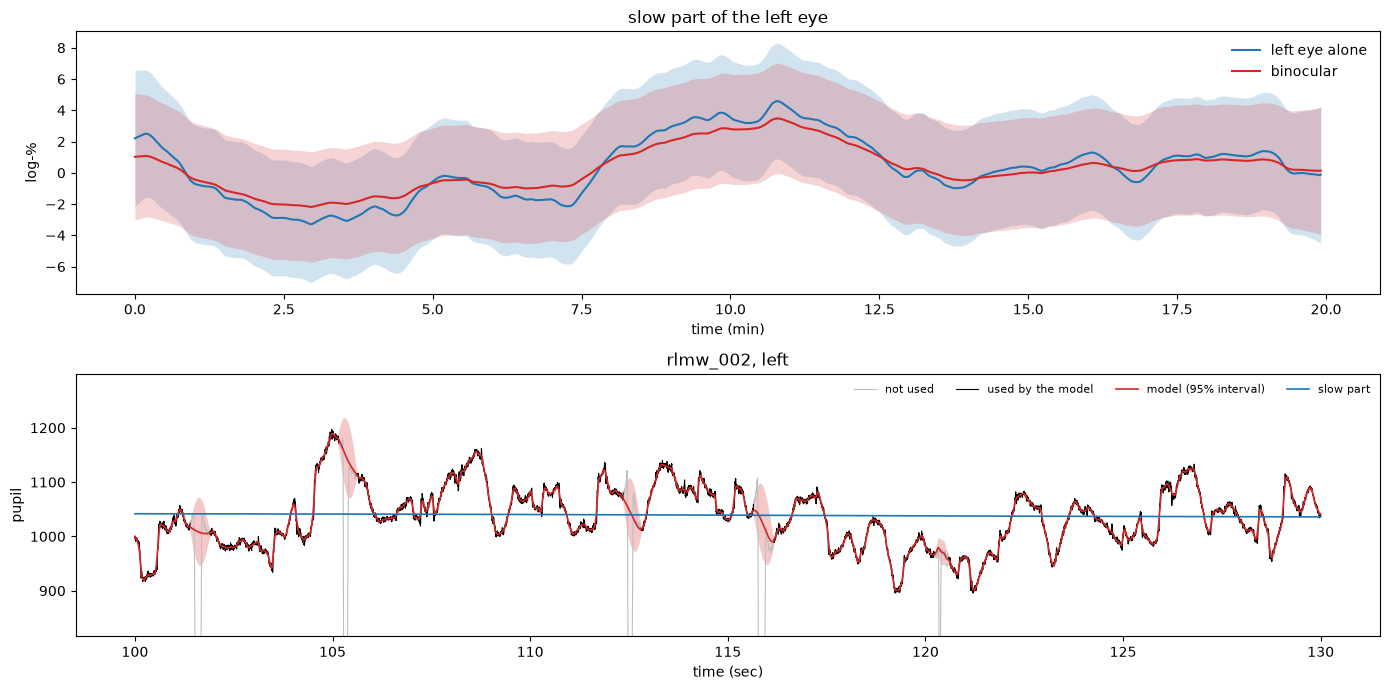 slow part of the left eye
8
6
4
2
0
−2
−4
−6
log-%
left eye alone
binocular
0.0 2.5 5.0 7.5 10.0 12.5 15.0 17.5 20.0
time (min)
rlmw_002, left
1200
1100
1000
900
pupil
not used used by the model model (95% interval) slow part
100 105 110 115 120 125 130
time (sec)